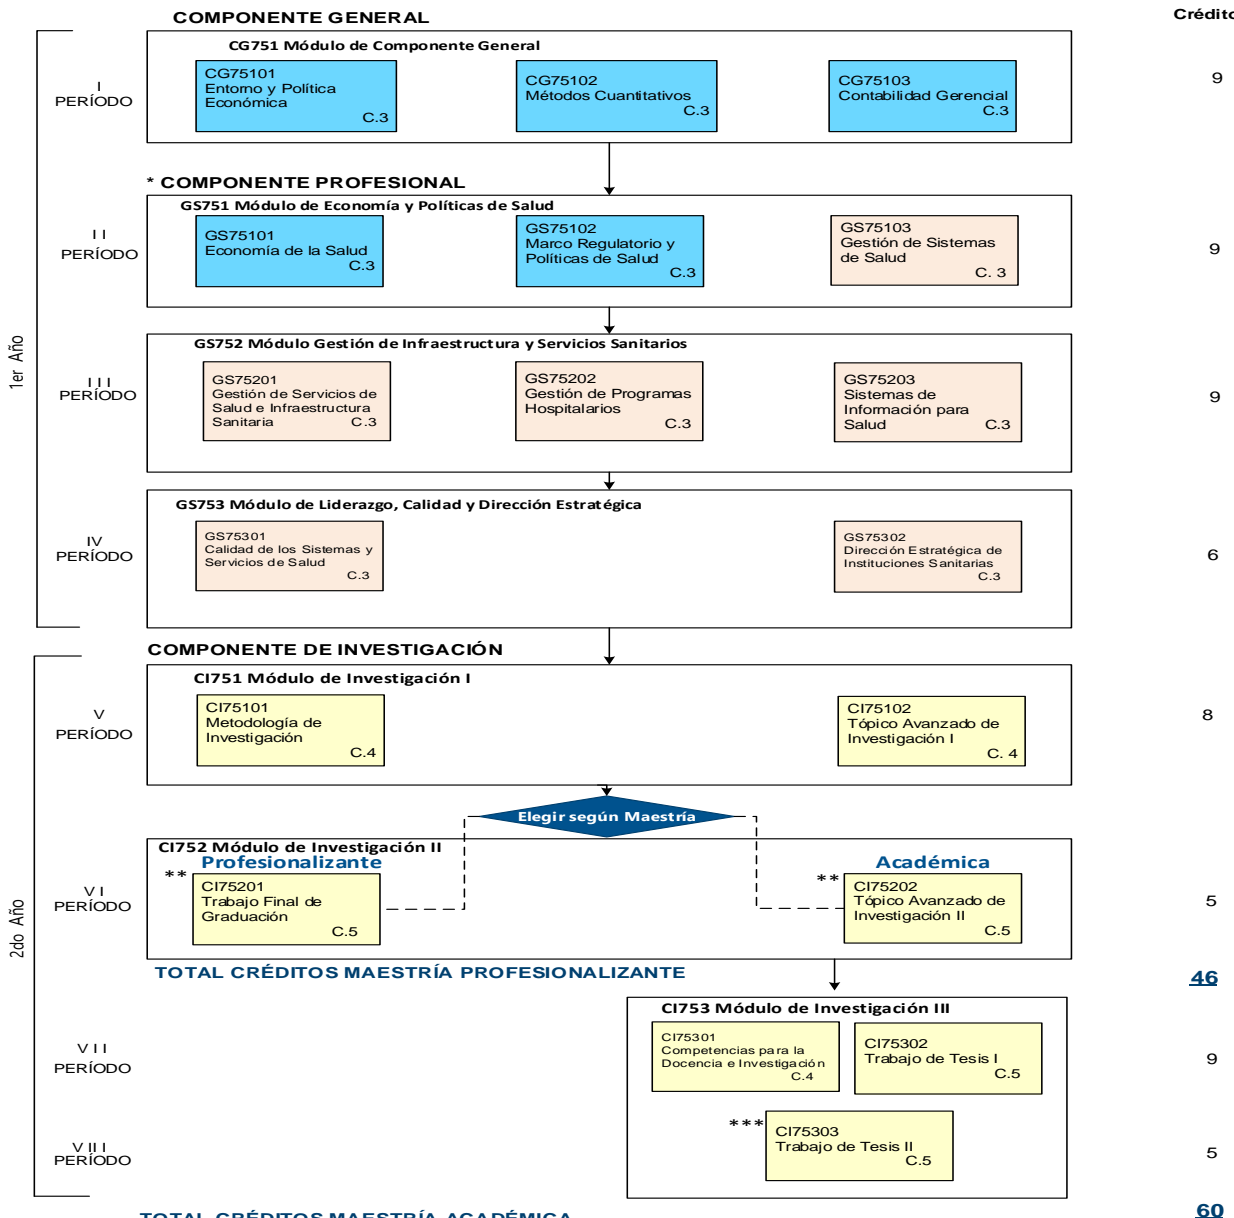 COMPONENTE GENERAL
Crédito
CG751 Módulo de Componente General
I
PERÍODO
CG75101
Entorno y Política
Económica
C.3
CG75102
Métodos Cuantitativos
C.3
CG75103
Contabilidad Gerencial
C.3
9
* COMPONENTE PROFESIONAL
GS751 Módulo de Economía y Políticas de Salud
II
PERÍODO
GS75101
Economía de la Salud
C.3
GS75102
Marco Regulatorio y
Políticas de Salud
C.3
GS75103
Gestión de Sistemas
de Salud
C. 3
9
1er Año
GS752 Módulo Gestión de Infraestructura y Servicios Sanitarios
III
PERÍODO
GS75201
Gestión de Servicios de
Salud e Infraestructura
Sanitaria
C.3
GS75202
Gestión de Programas
Hospitalarios
C.3
GS75203
Sistemas de
Información para
Salud
C.3
9
GS753 Módulo de Liderazgo, Calidad y Dirección Estratégica
IV
PERÍODO
GS75301
Calidad de los Sistemas y
Servicios de Salud
C.3
GS75302
Dirección Estratégica de
Instituciones Sanitarias
C.3
6
COMPONENTE DE INVESTIGACIÓN
CI751 Módulo de Investigación I
V
PERÍODO
CI75101
Metodología de
Investigación
C.4
CI75102
Tópico Avanzado de
Investigación I
C. 4
8
Elegir según Maestría
2do Año
CI752 Módulo de Investigación II
Profesionalizante
Académica
VI
PERÍODO
**
CI75201
Trabajo Final de
Graduación
C.5
**
CI75202
Tópico Avanzado de
Investigación II
C.5
5
TOTAL CRÉDITOS MAESTRÍA PROFESIONALIZANTE
46
CI753 Módulo de Investigación III
VII
PERÍODO
CI75301
Competencias para la
Docencia e Investigación
C.4
CI75302
Trabajo de Tesis I
C.5
9
VIII
PERÍODO
***
CI75303
Trabajo de Tesis II
C.5
5
TOTAL CRÉDITOS MAESTRÍA ACADÉMICA
60